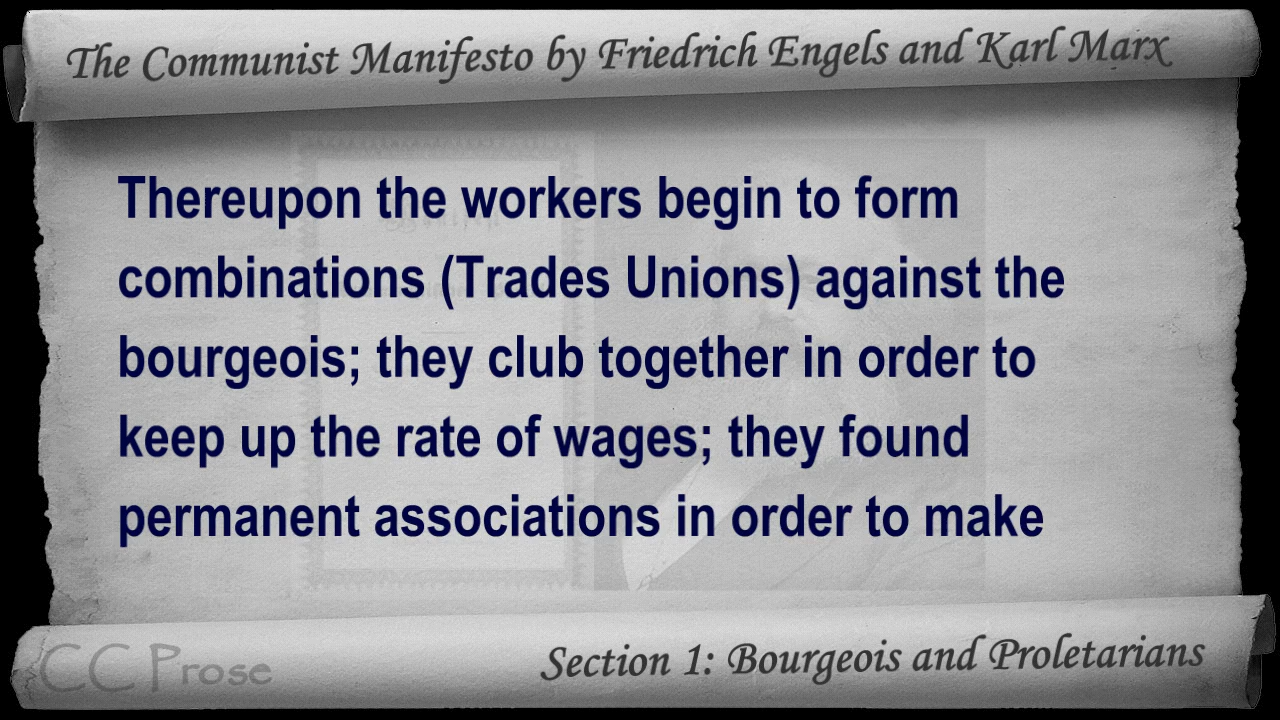 The Communist Manifesto by Friedrich Engels and Karl Marx
Thereupon the workers begin to form
combinations (Trades Unions) against the
bourgeois; they club together in order to
keep up the rate of wages; they found
permanent associations in order to make
CC Prose
Section 1: Bourgeois and Proletarians